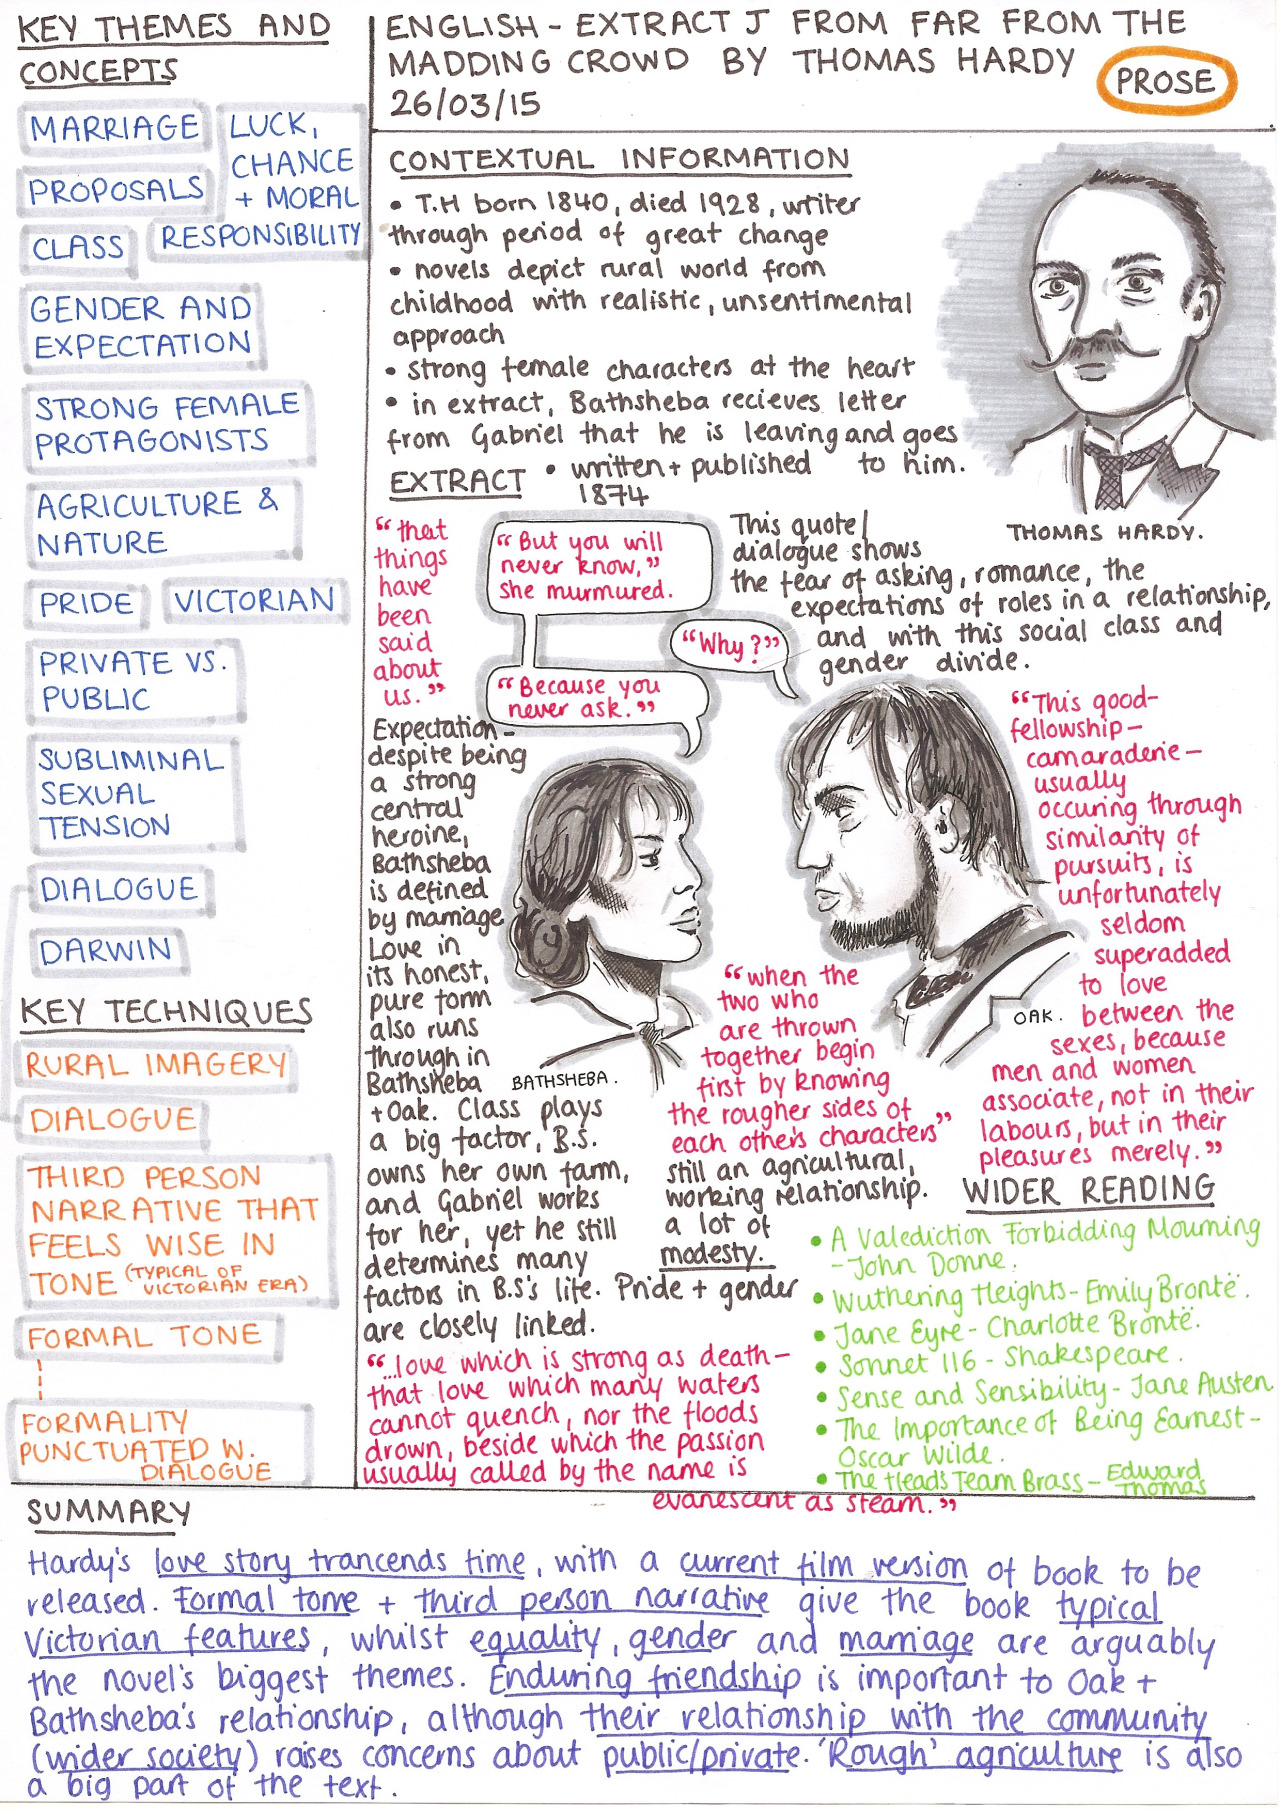 KEY THEMES AND
CONCEPTS
MARRIAGE
PROPOSALS
LUCK,
CHANCE
+ MORAL
RESPONSIBILITY
CLASS
GENDER AND
EXPECTATION
STRONG FEMALE
PROTAGONISTS
AGRICULTURE &
NATURE
PRIDE
VICTORIAN
PRIVATE VS.
PUBLIC
SUBLIMINAL
SEXUAL
TENSION
DIALOGUE
DARWIN
KEY TECHNIQUES
RURAL IMAGERY
DIALOGUE
THIRD PERSON
NARRATIVE THAT
FEELS WISE IN
TONE (TYPICAL OF
VICTORIAN ERA)
FORMAL TONE
FORMALITY
PUNCTUATED W.
DIALOGUE
ENGLISH - EXTRACT J FROM FAR FROM THE
MADDING CROWD BY THOMAS HARDY
26/03/15
PROSE
CONTEXTUAL INFORMATION
• T.H born 1840, died 1928, writer
through period of great change
• novels depict rural world from
childhood with realistic, unsentimental
approach
• strong female characters at the heart
• in extract, Bathsheba recieves letter
from Gabriel that he is leaving and goes
to him.
• written + published
1874
THOMAS HARDY.
EXTRACT
"that
things
have
been
said
about
us."
"But you will
never know,"
she murmured.
"Why?"
"Because you
never ask."
This quote/
dialogue shows
the fear of asking, romance, the
expectations of roles in a relationship,
and with this social class and
gender divide.
Expectation -
despite being
a strong
central
heroine,
Bathsheba
is defined
by marriage
Love in
its honest,
pure form
also runs
through in
Bathsheba
+ Oak. Class plays
a big factor, B.S.
owns her own farm,
and Gabriel works
for her, yet he still
determines many
factors in B.S's life. Pride + gender
are closely linked.
BATHSHEBA.
OAK.
"This good-
fellowship -
camaraderie -
usually
occuring through
similarity of
pursuits, is
unfortunately
seldom
superadded
to love
between the
sexes, because
men and women
associate, not in their
labours, but in their
pleasures merely."
"when the
two who
are thrown
together begin
first by knowing
the rougher sides of
each others characters"
still an agricultural,
working relationship.
a lot of
modesty.
"...love which is strong as death -
that love which many waters
cannot quench, nor the floods
drown, beside which the passion
usually called by the name is
evanescent as steam."
WIDER READING
• A Valediction Forbidding Mourning
- John Donne.
• Wuthering Heights - Emily Brontë.
• Jane Eyre - Charlotte Brontë.
• Sonnet 116 - Shakespeare.
• Sense and Sensibility - Jane Austen
• The Importance of Being Earnest -
Oscar Wilde.
• The Heads Team Brass - Edward
Thomas
SUMMARY
Hardy's love story trancends time, with a current film version of book to be
released. Formal tone + third person narrative give the book typical
Victorian features, whilst equality, gender and marriage are arguably
the novel's biggest themes. Enduring friendship is important to Oak +
Bathsheba's relationship, although their relationship with the community
(wider society) raises concerns about public/private. 'Rough' agriculture is also
a big part of the text.